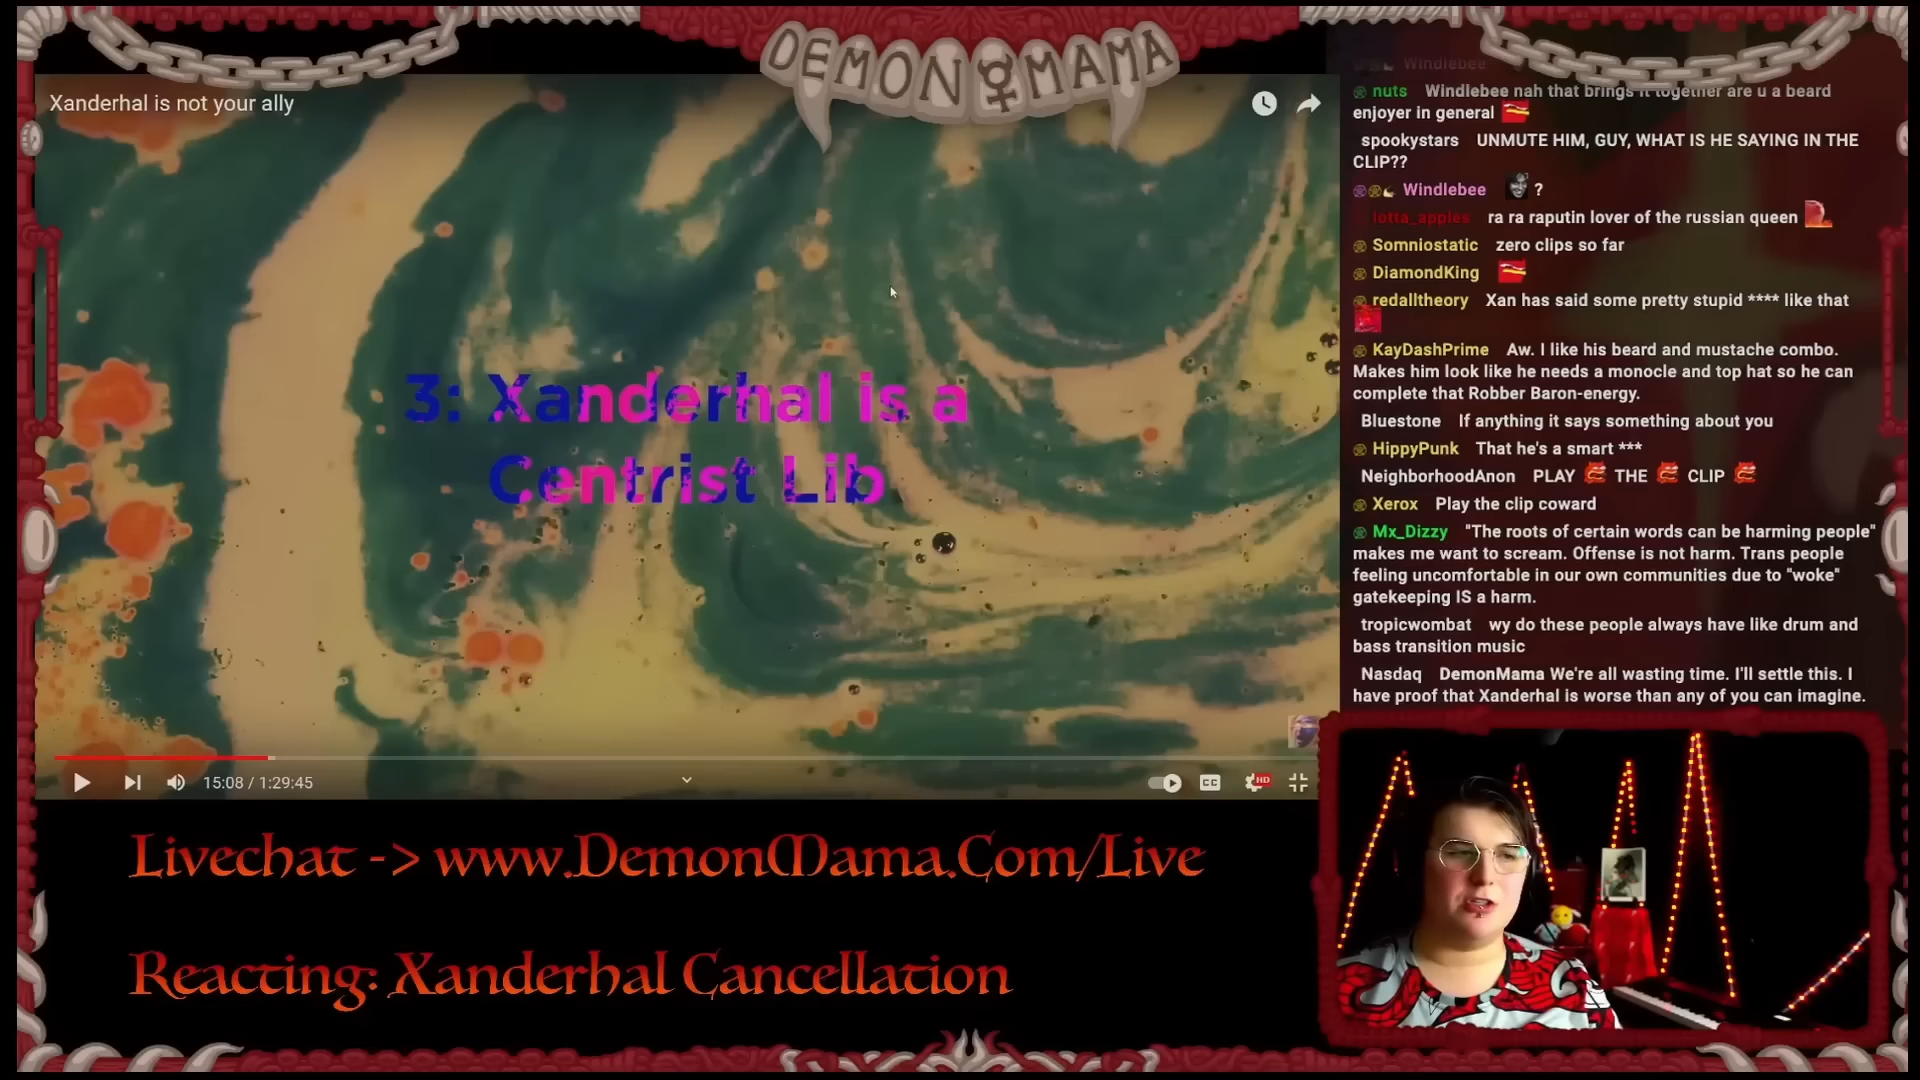 DEMON MAMA
Xanderhal is not your ally
3: Xanderhal is a
Centrist Lib
15:08 / 1:29:45
CC
HD
Windlebee
nuts Windlebee nah that brings it together are u a beard
enjoyer in general
spookystars UNMUTE HIM, GUY, WHAT IS HE SAYING IN THE
CLIP??
Windlebee ?
lotta_apples ra ra raputin lover of the russian queen
Somniostatic zero clips so far
DiamondKing
redalltheory Xan has said some pretty stupid **** like that
KayDashPrime Aw. I like his beard and mustache combo.
Makes him look like he needs a monocle and top hat so he can
complete that Robber Baron-energy.
Bluestone If anything it says something about you
HippyPunk That he's a smart ***
NeighborhoodAnon PLAY THE CLIP
Xerox Play the clip coward
Mx_Dizzy "The roots of certain words can be harming people"
makes me want to scream. Offense is not harm. Trans people
feeling uncomfortable in our own communities due to "woke"
gatekeeping IS a harm.
tropicwombat wy do these people always have like drum and
bass transition music
Nasdaq DemonMama We're all wasting time. I'll settle this. I
have proof that Xanderhal is worse than any of you can imagine.
Livechat -> www.DemonMama.Com/Live
Reacting: Xanderhal Cancellation